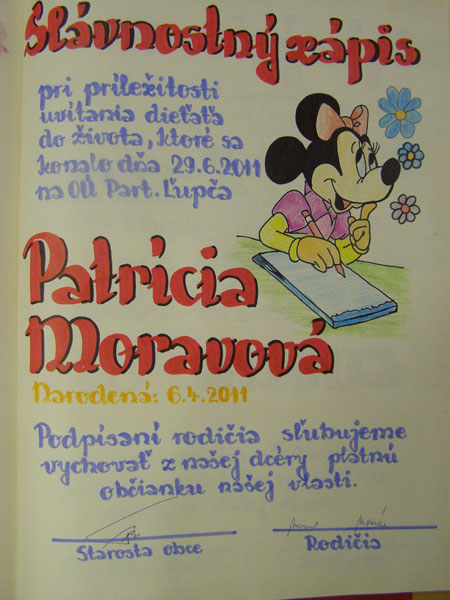 Slávnostný zápis
pri príležitosti
uvítania dieťaťa
do života, ktoré sa
konalo dňa 29.6.2011
na OÚ Part. Ľupča
Patricia
Moravová
Narodená: 6.4.2011
Podpísaní rodičia sľubujeme
vychovať z našej dcéry platnú
občianku našej vlasti.
Starosta obce
Rodičia